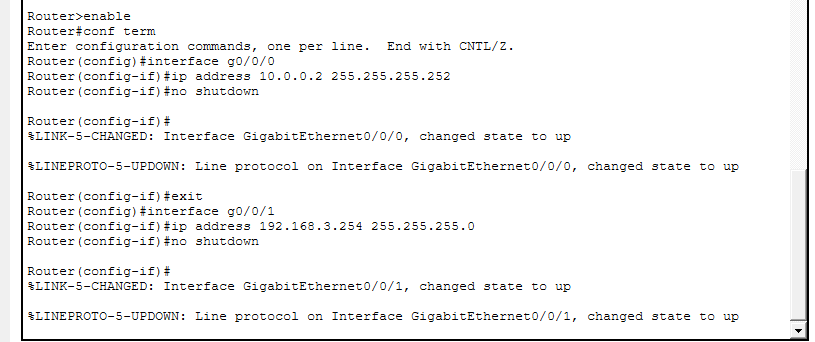 Router>enable
Router#conf term
Enter configuration commands, one per line.  End with CNTL/Z.
Router(config)#interface g0/0/0
Router(config-if)#ip address 10.0.0.2 255.255.255.252
Router(config-if)#no shutdown
Router(config-if)#
%LINK-5-CHANGED: Interface GigabitEthernet0/0/0, changed state to up
%LINEPROTO-5-UPDOWN: Line protocol on Interface GigabitEthernet0/0/0, changed state to up
Router(config-if)#exit
Router(config)#interface g0/0/1
Router(config-if)#ip address 192.168.3.254 255.255.255.0
Router(config-if)#no shutdown
Router(config-if)#
%LINK-5-CHANGED: Interface GigabitEthernet0/0/1, changed state to up
%LINEPROTO-5-UPDOWN: Line protocol on Interface GigabitEthernet0/0/1, changed state to up